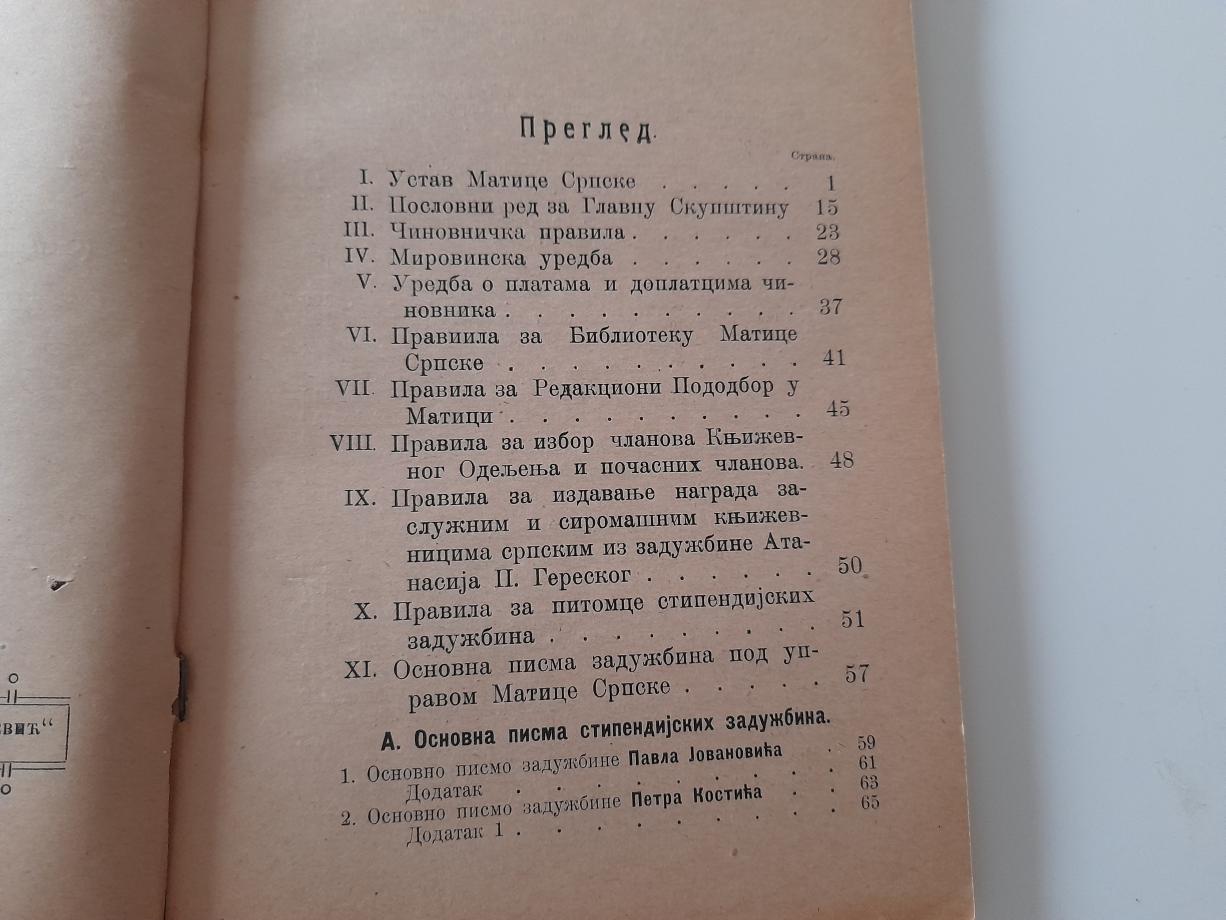 Преглед.
Страна.
I. Устав Матице Српске . . . . . 1
II. Пословни ред за Главну Скупштину 15
III. Чиновничка правила . . . . . . 23
IV. Мировинска уредба . . . . . . 28
V. Уредба о платама и доплатцима чи-
новника . . . . . . . . . . 37
VI. Правиила за Библиотеку Матице
Српске . . . . . . . . . . 41
VII. Правила за Редакциони Пододбор у
Матици . . . . . . . . . . 45
VIII. Правила за избор чланова Књижев-
ног Одељења и почасних чланова. 48
IX. Правила за издавање награда за-
служним и сиромашним књижев-
ницима српским из задужбине Ата-
насија П. Гереског . . . . . . 50
X. Правила за питомце стипендијских
задужбина . . . . . . . . . 51
XI. Основна писма задужбина под уп-
равом Матице Српске . . . . . 57
А. Основна писма стипендијских задужбина.
1. Основно писмо задужбине Павла Јовановића . 59
Додатак . . . . . . . . . 61
2. Основно писмо задужбине Петра Костића . . 63
Додатак 1 . . . . . . . . . 65
евић“